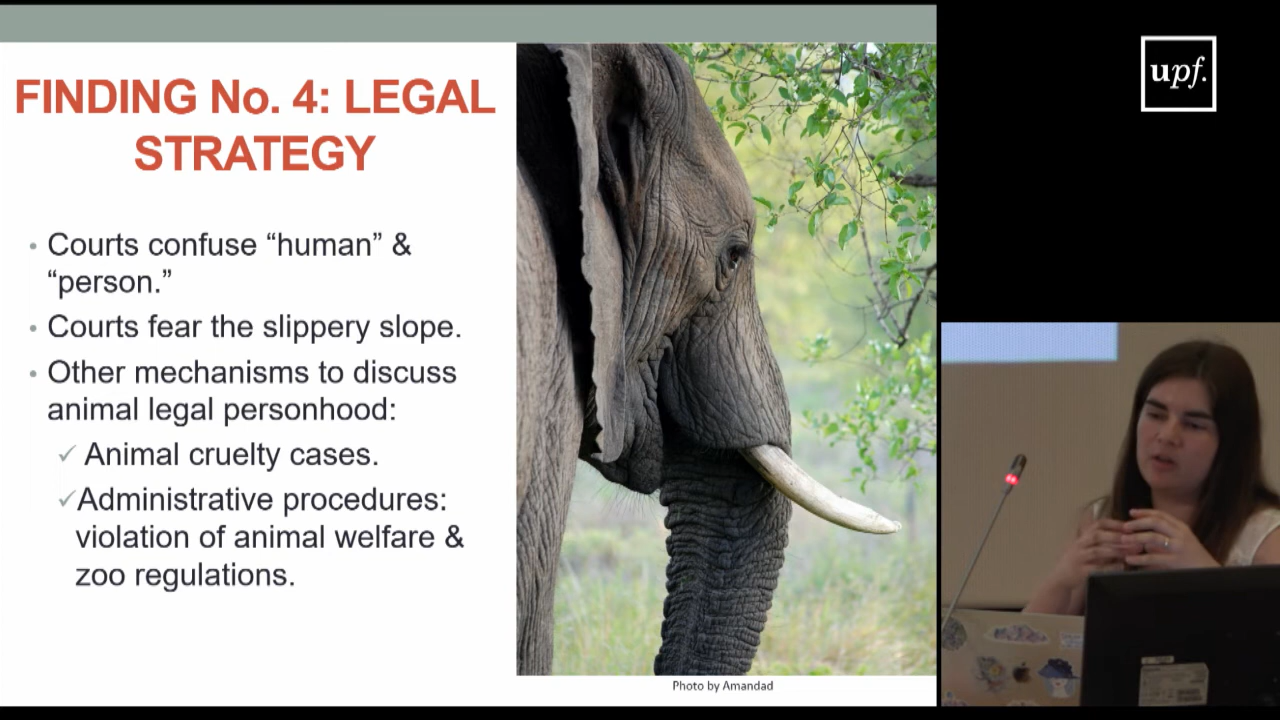 FINDING No. 4: LEGAL
STRATEGY
• Courts confuse “human” &
“person.”
• Courts fear the slippery slope.
• Other mechanisms to discuss
animal legal personhood:
✓ Animal cruelty cases.
✓Administrative procedures:
violation of animal welfare &
zoo regulations.
Photo by Amandad
upf.